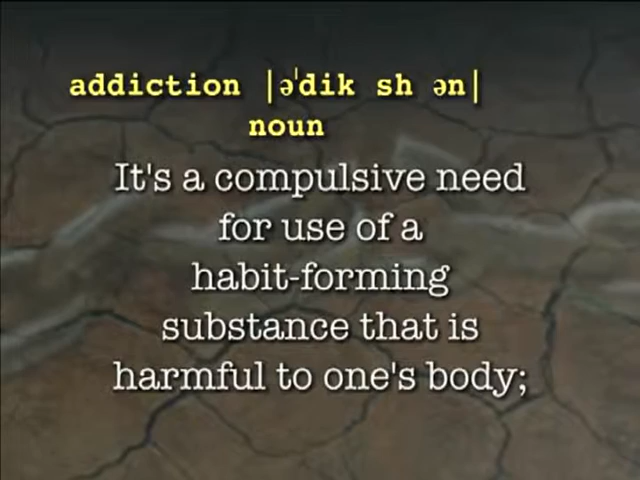 addiction |əˈdik sh ən|
noun
It's a compulsive need
for use of a
habit-forming
substance that is
harmful to one's body;